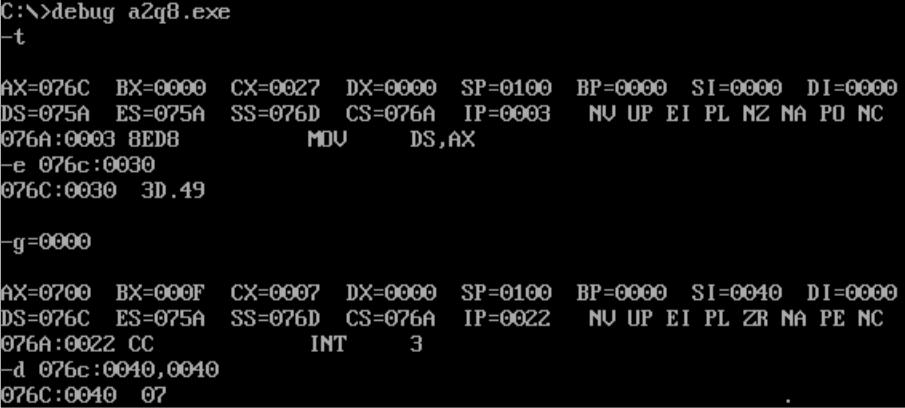 C:\>debug a2q8.exe
-t
AX=076C  BX=0000  CX=0027  DX=0000  SP=0100  BP=0000  SI=0000  DI=0000
DS=075A  ES=075A  SS=076D  CS=076A  IP=0003   NV UP EI PL NZ NA PO NC
076A:0003 8ED8          MOV     DS,AX
-e 076c:0030
076C:0030  3D.49
-g=0000
AX=0700  BX=000F  CX=0007  DX=0000  SP=0100  BP=0000  SI=0040  DI=0000
DS=076C  ES=075A  SS=076D  CS=076A  IP=0022   NV UP EI PL ZR NA PE NC
076A:0022 CC            INT     3
-d 076c:0040,0040
076C:0040  07                                                       .